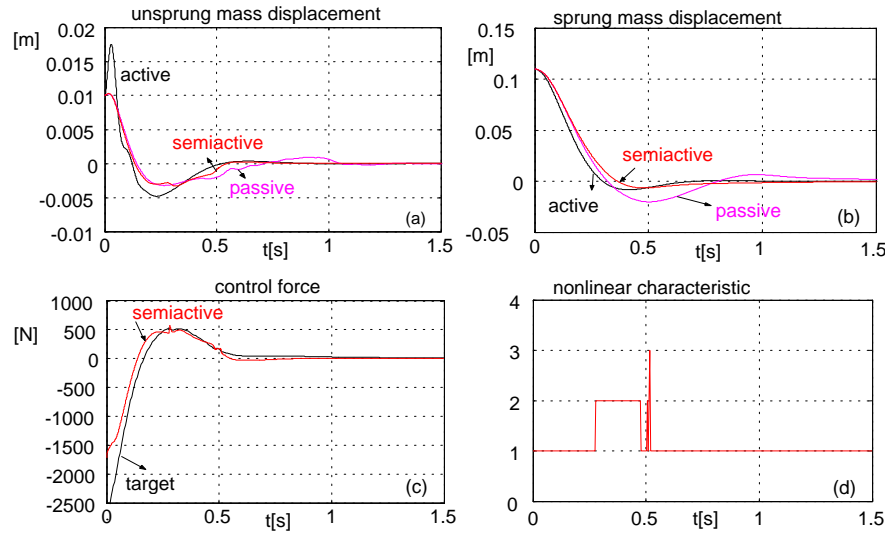 unsprung mass displacement
[m]
0.02
0.015
0.01
0.005
0
-0.005
-0.01
active
semiactive
passive
(a)
0
0.5
1
1.5
t[s]
sprung mass displacement
[m]
0.1
0.05
0
-0.05
semiactive
active
passive
(b)
0
0.5
1
1.5
t[s]
control force
[N]
1000
500
0
-500
-1000
-1500
-2000
-2500
semiactive
target
(c)
0
0.5
1
1.5
t[s]
nonlinear characteristic
4
3
2
1
0
(d)
0
0.5
1
1.5
t[s]